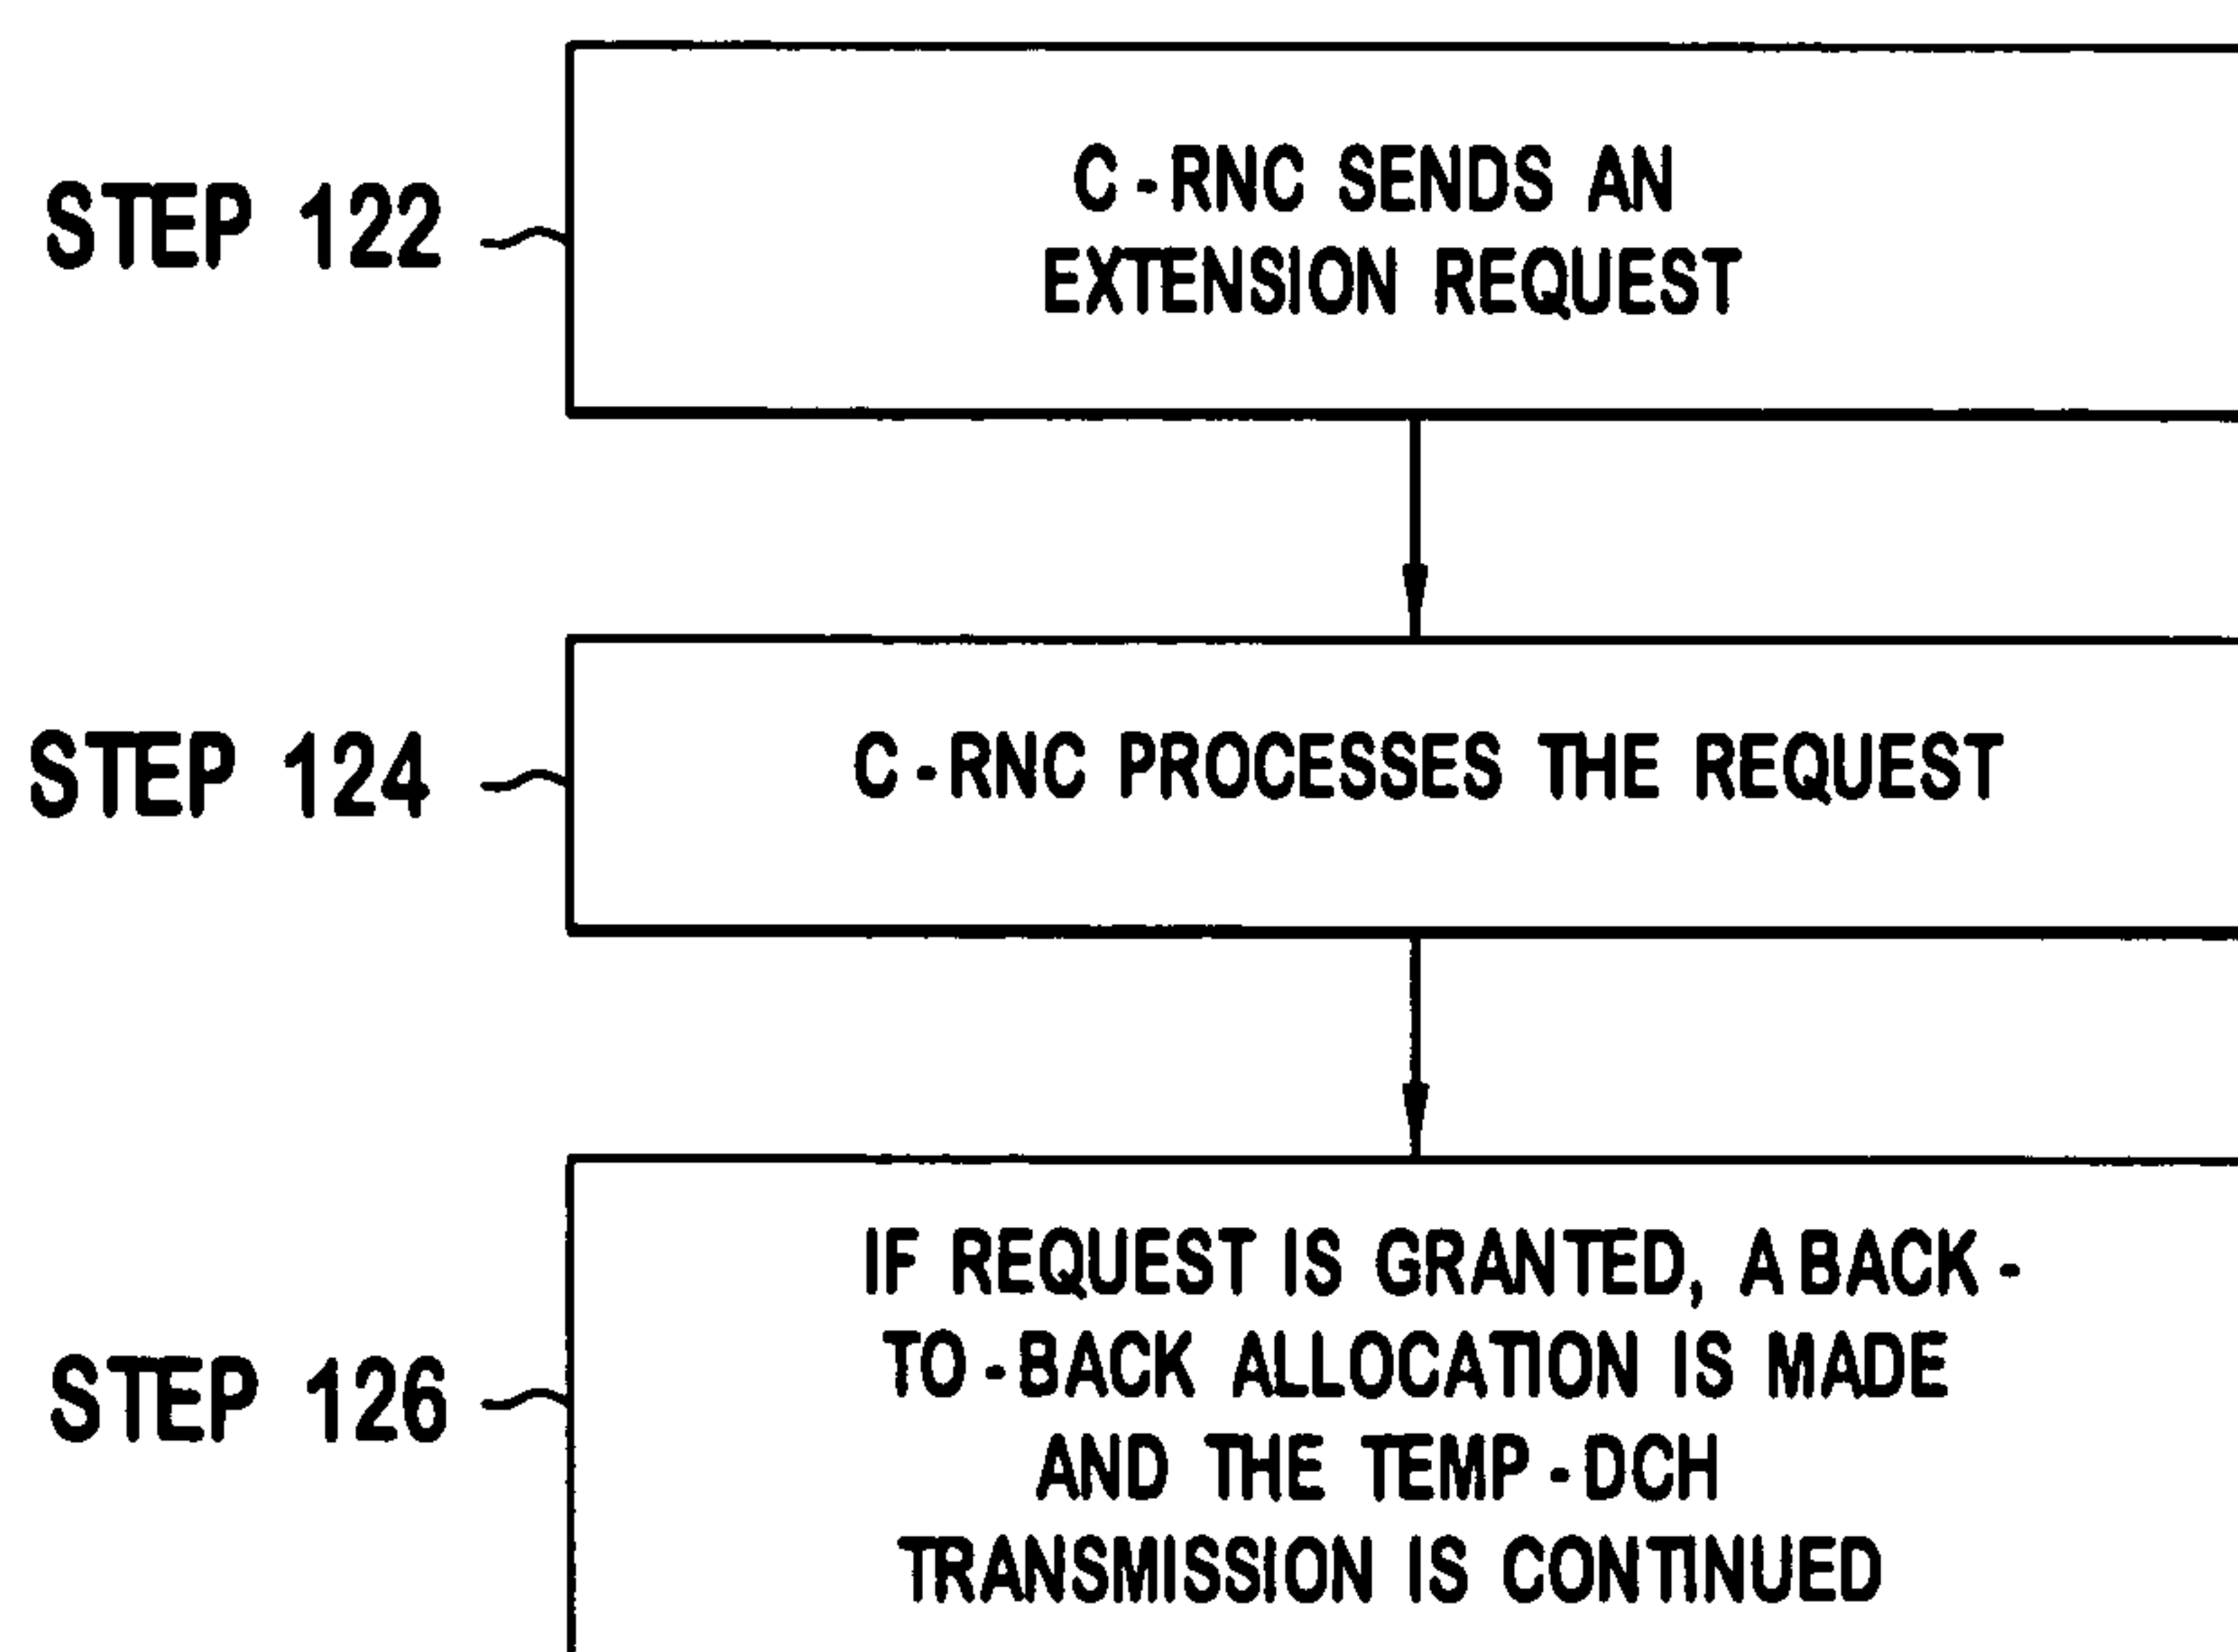 STEP 122
C-RNC SENDS AN
EXTENSION REQUEST
STEP 124
C-RNC PROCESSES THE REQUEST
STEP 126
IF REQUEST IS GRANTED, A BACK-
TO-BACK ALLOCATION IS MADE
AND THE TEMP-DCH
TRANSMISSION IS CONTINUED